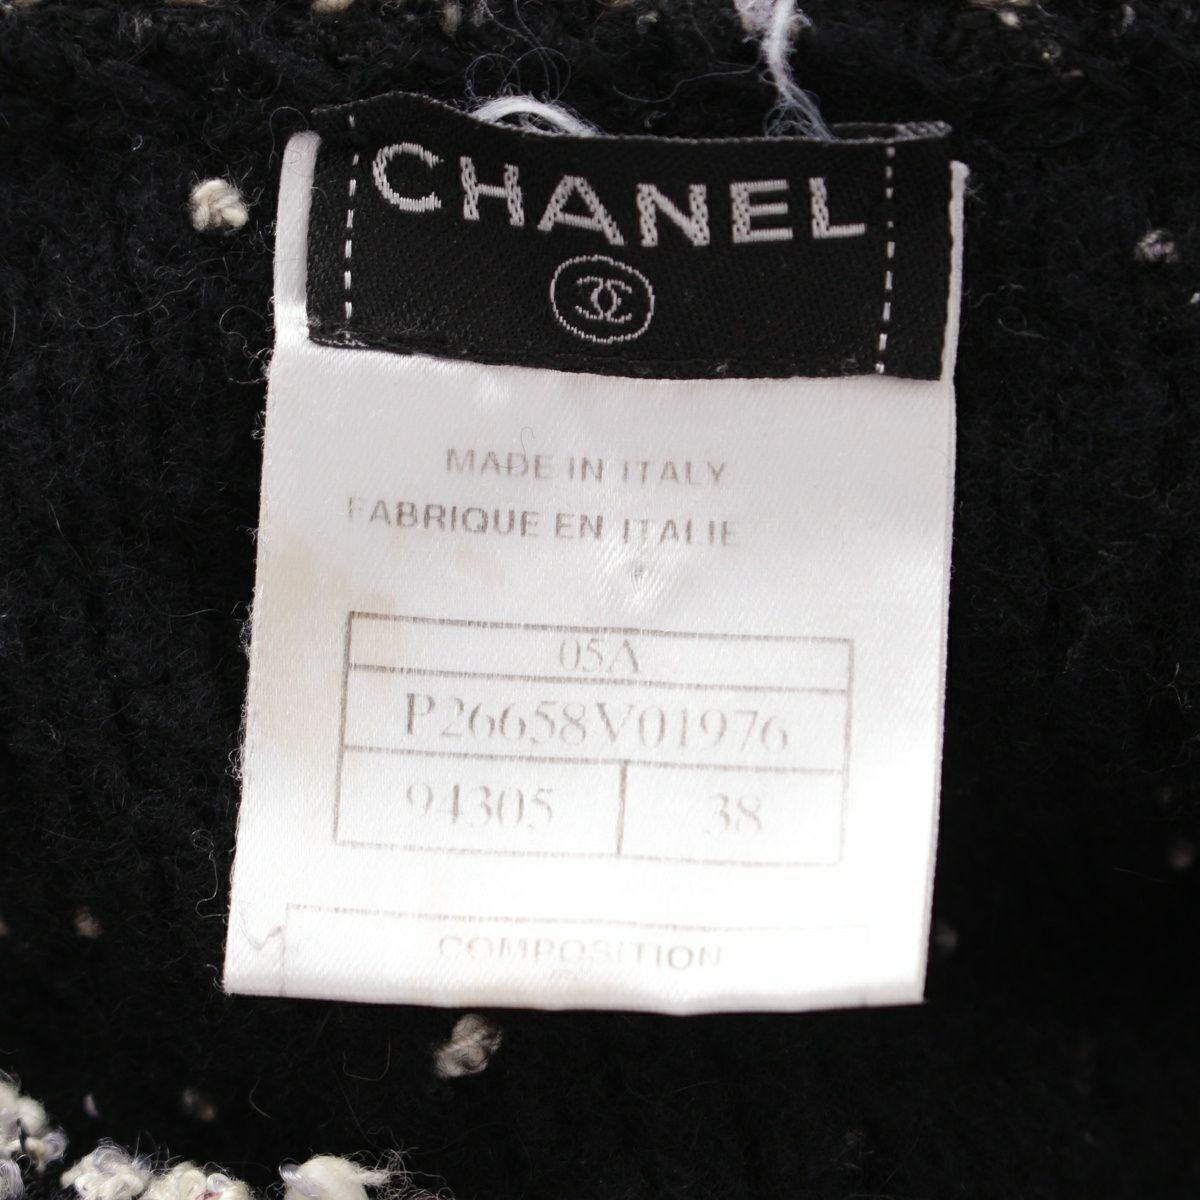 CHANEL
MADE IN ITALY
FABRIQUE EN ITALIE
05A
P26658V01976
94305 38
COMPOSITION